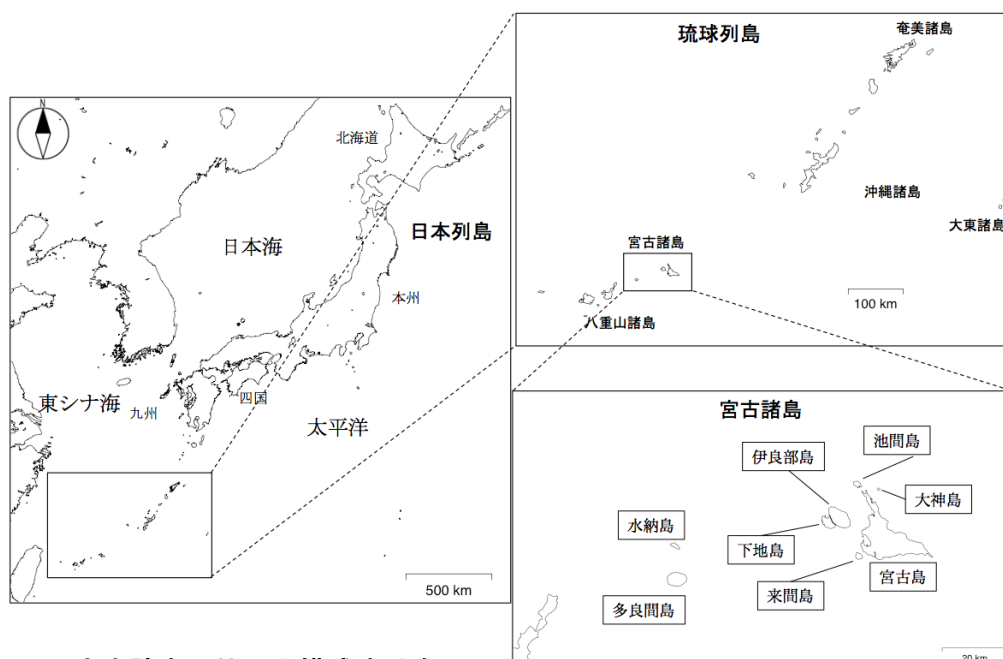 N
北海道
日本列島
日本海
本州
東シナ海
九州
四国
太平洋
500 km
琉球列島
奄美諸島
沖縄諸島
大東諸島
宮古諸島
八重山諸島
100 km
宮古諸島
池間島
伊良部島
大神島
水納島
下地島
宮古島
来間島
多良間島
20 km